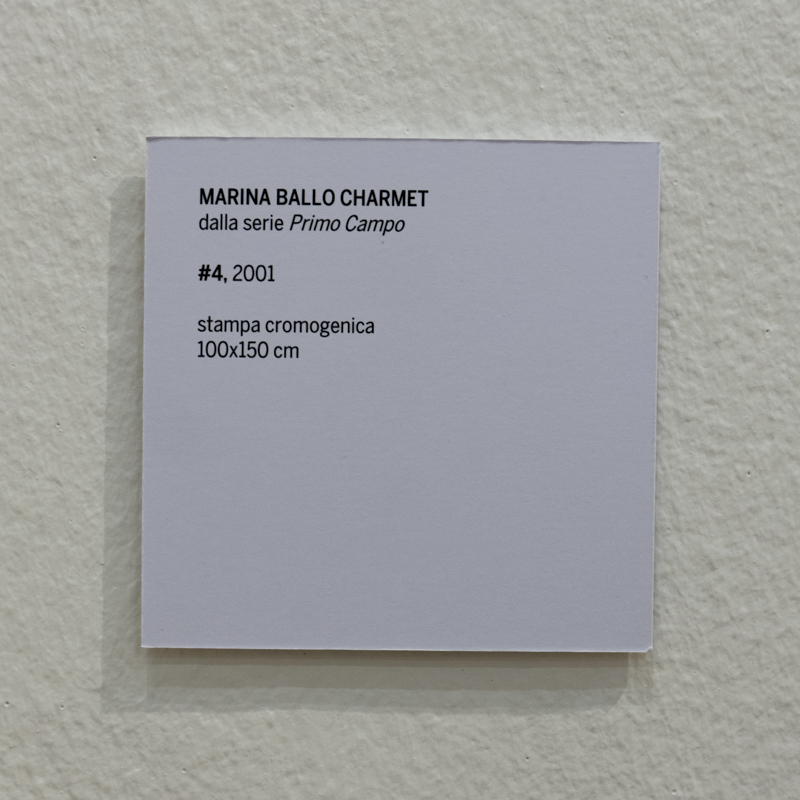 MARINA BALLO CHARMET
dalla serie Primo Campo
#4, 2001
stampa cromogenica
100x150 cm